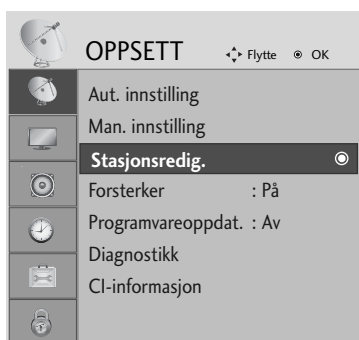 OPPSETT Flytte OK
Aut. innstilling
Man. innstilling
Stasjonsredig.
Forsterker : På
Programvareoppdat. : Av
Diagnostikk
CI-informasjon